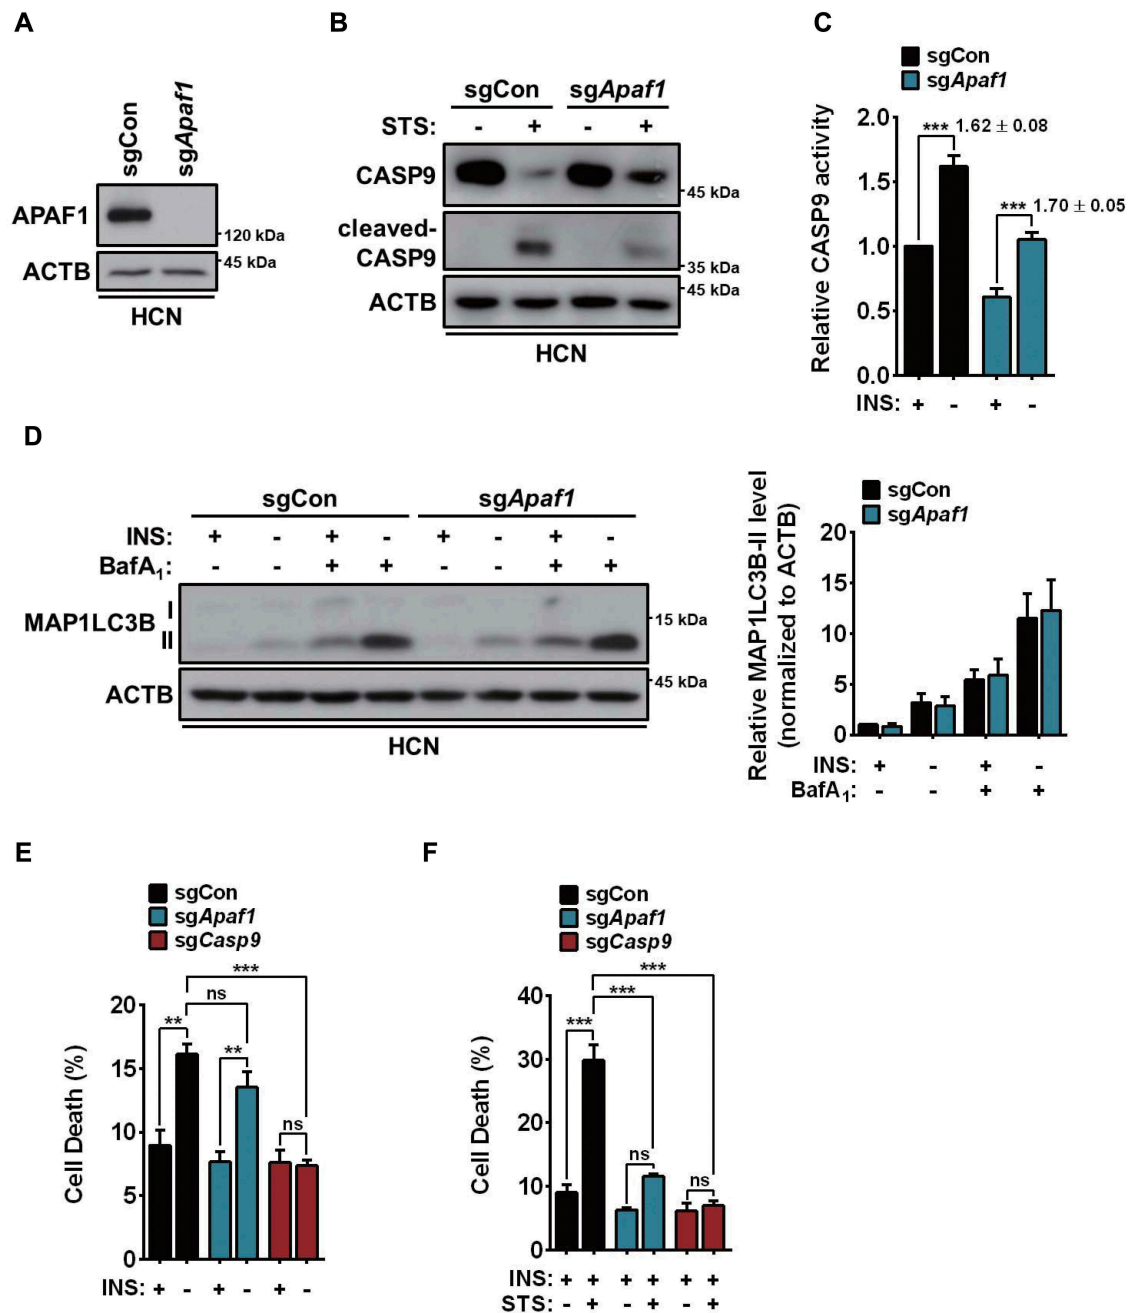 A
sgCon
sgApaf1
APAF1
120 kDa
45 kDa
ACTB
HCN
B
sgCon sgApaf1
STS: - + - +
CASP9
45 kDa
cleaved-
CASP9
35 kDa
45 kDa
ACTB
HCN
C
sgCon
sgApaf1
Relative CASP9 activity
2.0
1.5
1.0
0.5
0.0
*** 1.62 ± 0.08
*** 1.70 ± 0.05
INS: + - + -
D
sgCon sgApaf1
INS: + - + - + - + -
BafA1: - - + + - - + +
MAP1LC3B
I
II
15 kDa
45 kDa
ACTB
HCN
sgCon
sgApaf1
Relative MAP1LC3B-II level
(normalized to ACTB)
20
15
10
5
0
INS: + - + -
BafA1: - - + +
E
sgCon
sgApaf1
sgCasp9
Cell Death (%)
20
15
10
5
0
***
ns
**
**
ns
INS: + - + - + -
F
sgCon
sgApaf1
sgCasp9
Cell Death (%)
40
30
20
10
0
***
***
***
ns
ns
INS: + + + + + +
STS: - + - + - +